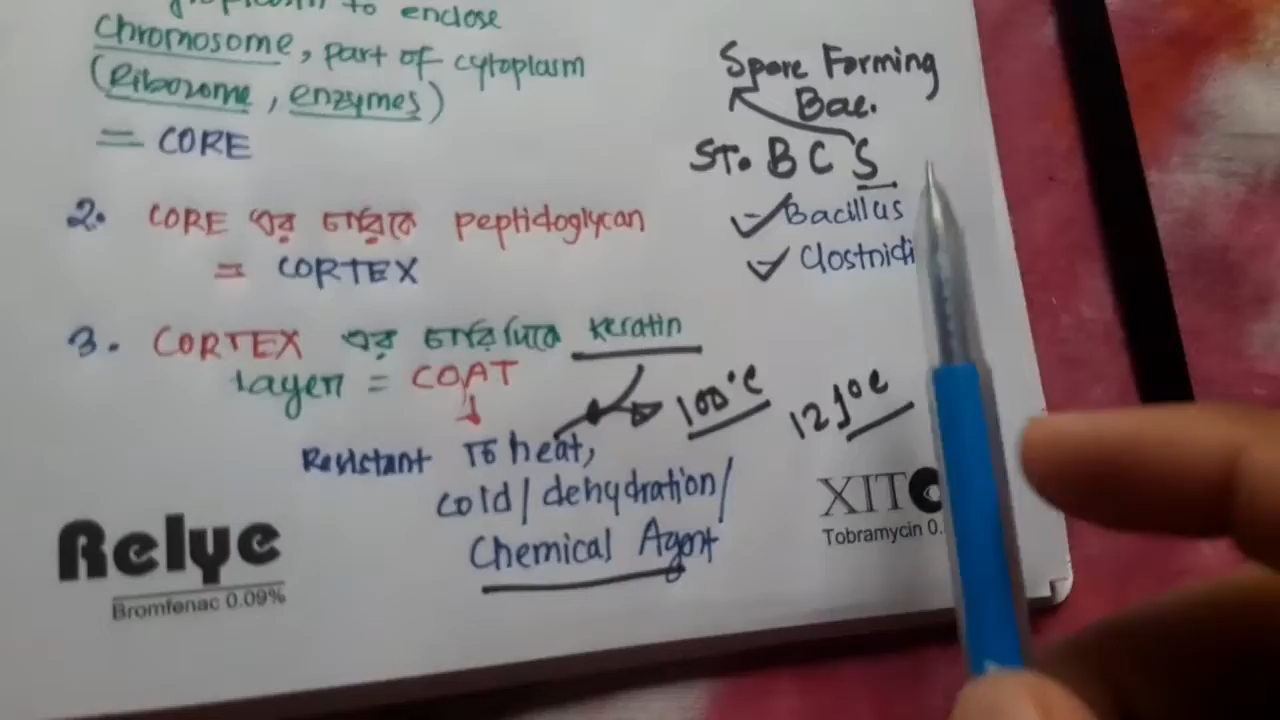 to enclose
Chromosome, part of cytoplasm
(Ribozome, enzymes)
= CORE
2. CORE এর চারিদিকে peptidoglycan
= CORTEX
3. CORTEX এর চারিদিকে keratin
Layer = COAT
Resistant To heat,
cold/dehydration/
Chemical Agent
Spore Forming
Bac.
ST. B C S
Bacillus
Clostridi
100°C
121°C
Relye
Bromfenac 0.09%
XITO
Tobramycin 0.